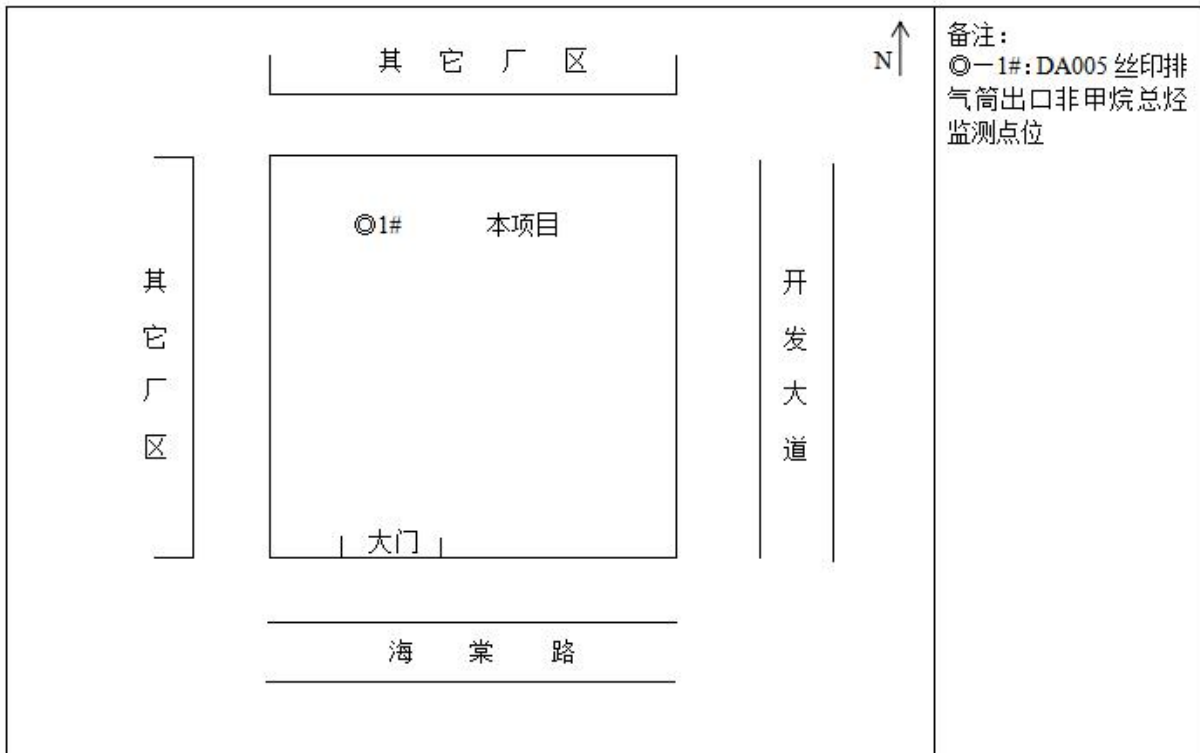 其它厂区
N
备注：
◎－1#：DA005 丝印排
气筒出口非甲烷总烃
监测点位
◎1# 本项目
其它厂区
开发大道
大门
海棠路